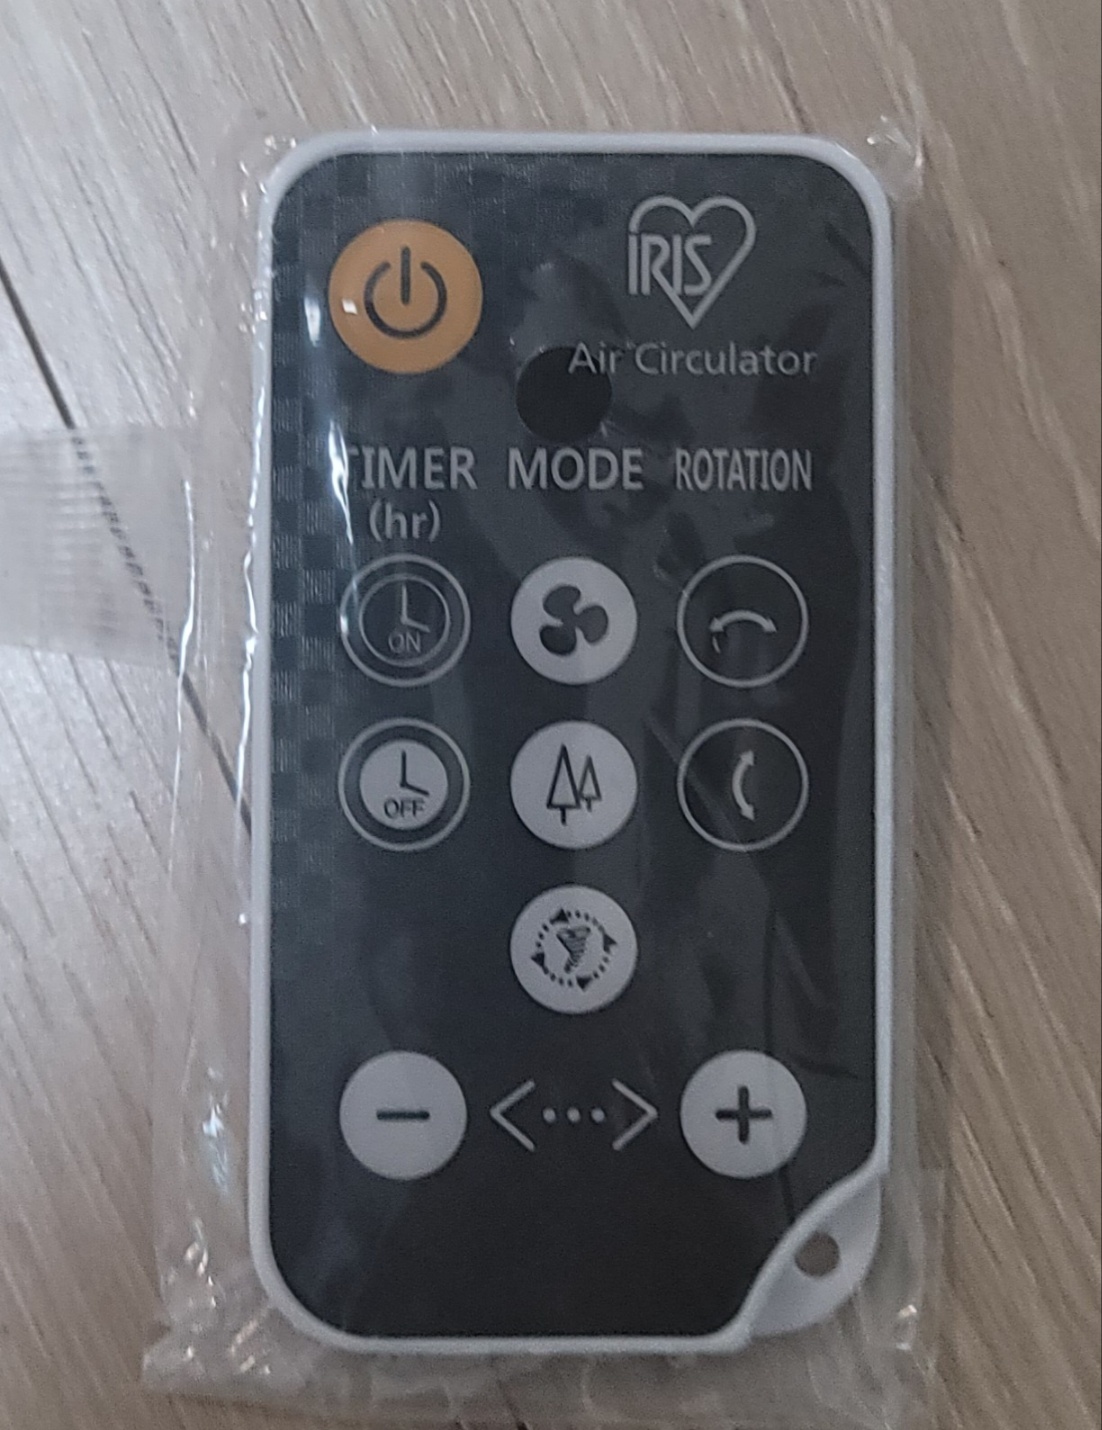 IRIS
Air Circulator
TIMER MODE ROTATION
(hr)
ON
OFF